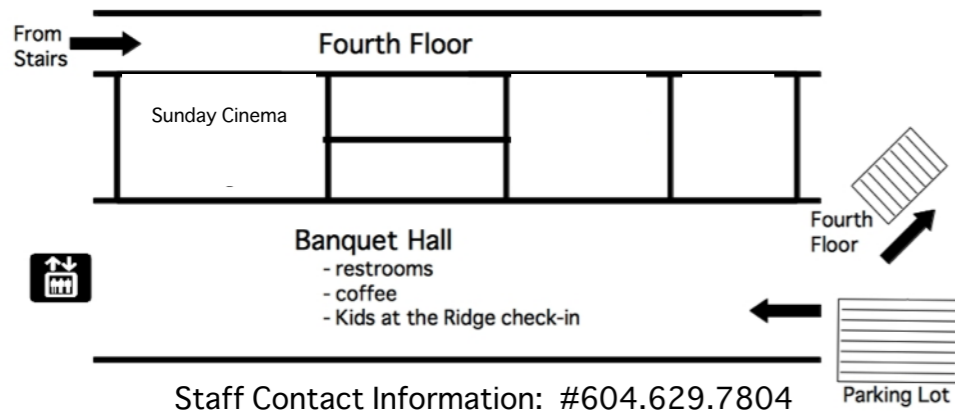 From
Stairs
Fourth Floor
Sunday Cinema
Fourth
Floor
Banquet Hall
- restrooms
- coffee
- Kids at the Ridge check-in
Parking Lot
Staff Contact Information: #604.629.7804